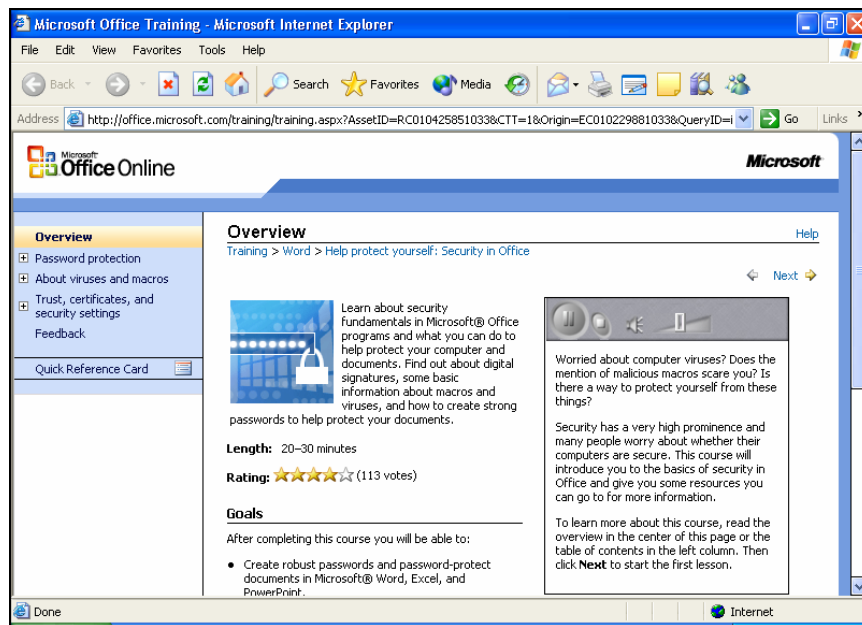 Microsoft Office Training - Microsoft Internet Explorer
File Edit View Favorites Tools Help
Back Search Favorites Media
Address http://office.microsoft.com/training/training.aspx?AssetID=RC010425851033&CTT=1&Origin=EC010229881033&QueryID=i Go Links
Microsoft
Office Online
Microsoft
Overview
Password protection
About viruses and macros
Trust, certificates, and
security settings
Feedback
Quick Reference Card
Overview
Help
Training > Word > Help protect yourself: Security in Office
Next
Learn about security
fundamentals in Microsoft® Office
programs and what you can do to
help protect your computer and
documents. Find out about digital
signatures, some basic
information about macros and
viruses, and how to create strong
passwords to help protect your documents.
Length: 20–30 minutes
Rating: (113 votes)
Goals
After completing this course you will be able to:
• Create robust passwords and password-protect
documents in Microsoft® Word, Excel, and
PowerPoint.
Worried about computer viruses? Does the
mention of malicious macros scare you? Is
there a way to protect yourself from these
things?
Security has a very high prominence and
many people worry about whether their
computers are secure. This course will
introduce you to the basics of security in
Office and give you some resources you
can go to for more information.
To learn more about this course, read the
overview in the center of this page or the
table of contents in the left column. Then
click Next to start the first lesson.
Done
Internet